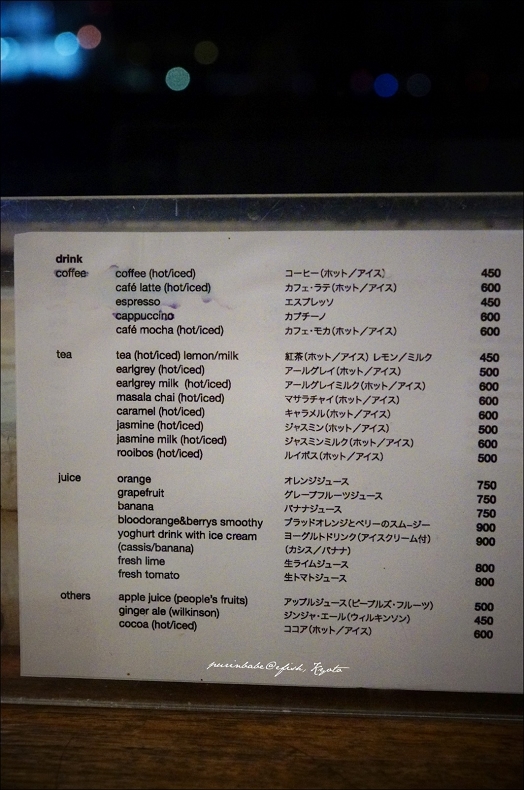 drink
coffee coffee (hot/iced) コーヒー(ホット/アイス) 450
café latte (hot/iced) カフェ・ラテ(ホット/アイス) 600
espresso エスプレッソ 450
cappuccino カプチーノ 600
café mocha (hot/iced) カフェ・モカ(ホット/アイス) 600
tea tea (hot/iced) lemon/milk 紅茶(ホット/アイス) レモン/ミルク 450
earlgrey (hot/iced) アールグレイ(ホット/アイス) 500
earlgrey milk (hot/iced) アールグレイミルク(ホット/アイス) 600
masala chai (hot/iced) マサラチャイ(ホット/アイス) 600
caramel (hot/iced) キャラメル(ホット/アイス) 600
jasmine (hot/iced) ジャスミン(ホット/アイス) 500
jasmine milk (hot/iced) ジャスミンミルク(ホット/アイス) 600
rooibos (hot/iced) ルイボス(ホット/アイス) 500
juice orange オレンジジュース 750
grapefruit グレープフルーツジュース 750
banana バナナジュース 750
bloodorange&berrys smoothy ブラッドオレンジとベリーのスムージー 900
yoghurt drink with ice cream ヨーグルトドリンク(アイスクリーム付) 900
(cassis/banana) (カシス/バナナ)
fresh lime 生ライムジュース 800
fresh tomato 生トマトジュース 800
others apple juice (people's fruits) アップルジュース(ピープルズ・フルーツ) 500
ginger ale (wilkinson) ジンジャ・エール(ウィルキンソン) 450
cocoa (hot/iced) ココア(ホット/アイス) 600
purinbabe@efish, Kyoto